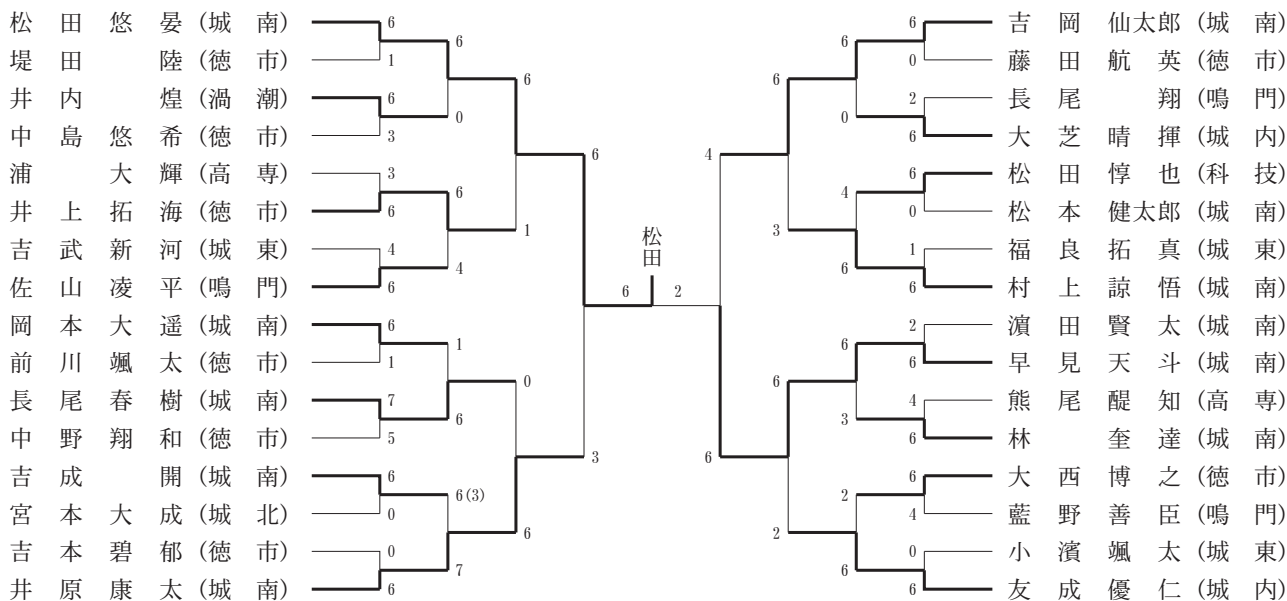 松田悠晏(城南)
堤田陸(徳市)
井内煌(渦潮)
中島悠希(徳市)
浦大輝(高専)
井上拓海(徳市)
吉武新河(城東)
佐山凌平(鳴門)
岡本大遥(城南)
前川颯太(徳市)
長尾春樹(城南)
中野翔和(徳市)
吉成開(城南)
宮本大成(城北)
吉本碧郁(徳市)
井原康太(城南)
6
1
6
3
3
6
4
6
6
1
7
5
6
0
0
6
6
0
6
4
1
6
6(3)
7
6
1
0
6
6
3
松田
6 2
4
6
6
3
6
2
6
0
4
6
6
3
2
6
6
0
2
6
6
0
1
6
2
6
4
6
6
4
0
6
吉岡仙太郎(城南)
藤田航英(徳市)
長尾翔(鳴門)
大芝晴揮(城内)
松田惇也(科技)
松本健太郎(城南)
福良拓真(城東)
村上諒悟(城南)
濵田賢太(城南)
早見天斗(城南)
熊尾醍知(高専)
林奎達(城南)
大西博之(徳市)
藍野善臣(鳴門)
小濱颯太(城東)
友成優仁(城内)